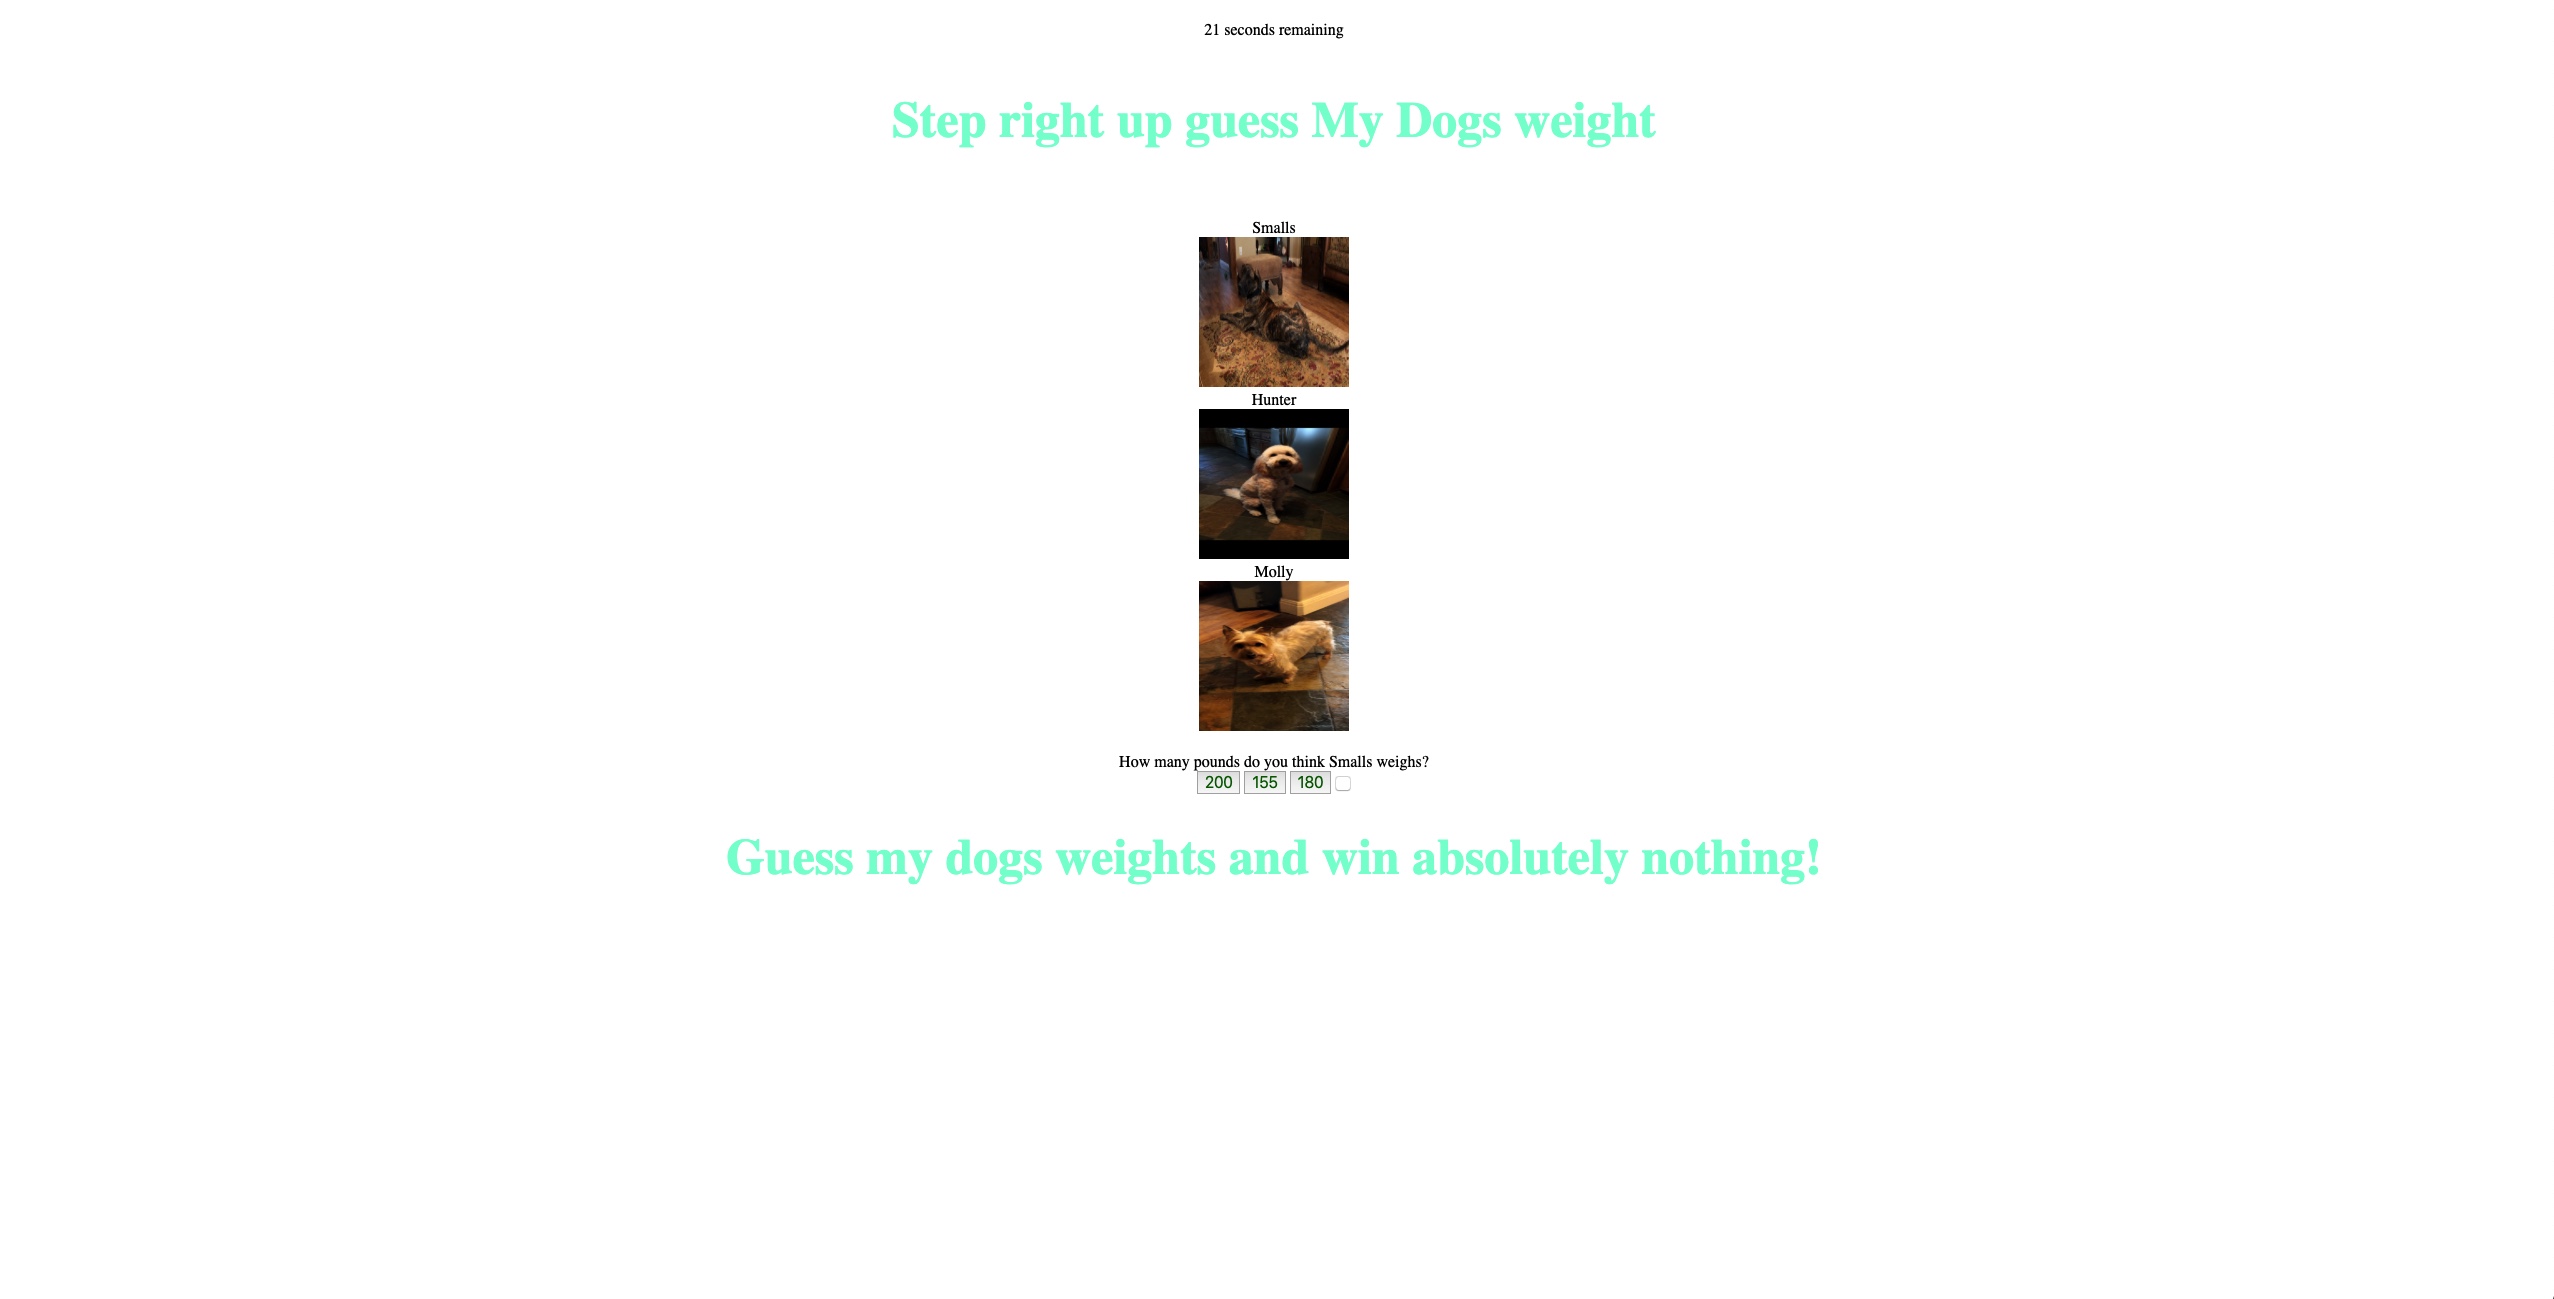 21 seconds remaining
Step right up guess My Dogs weight
Smalls
Hunter
Molly
How many pounds do you think Smalls weighs?
200 155 180
Guess my dogs weights and win absolutely nothing!